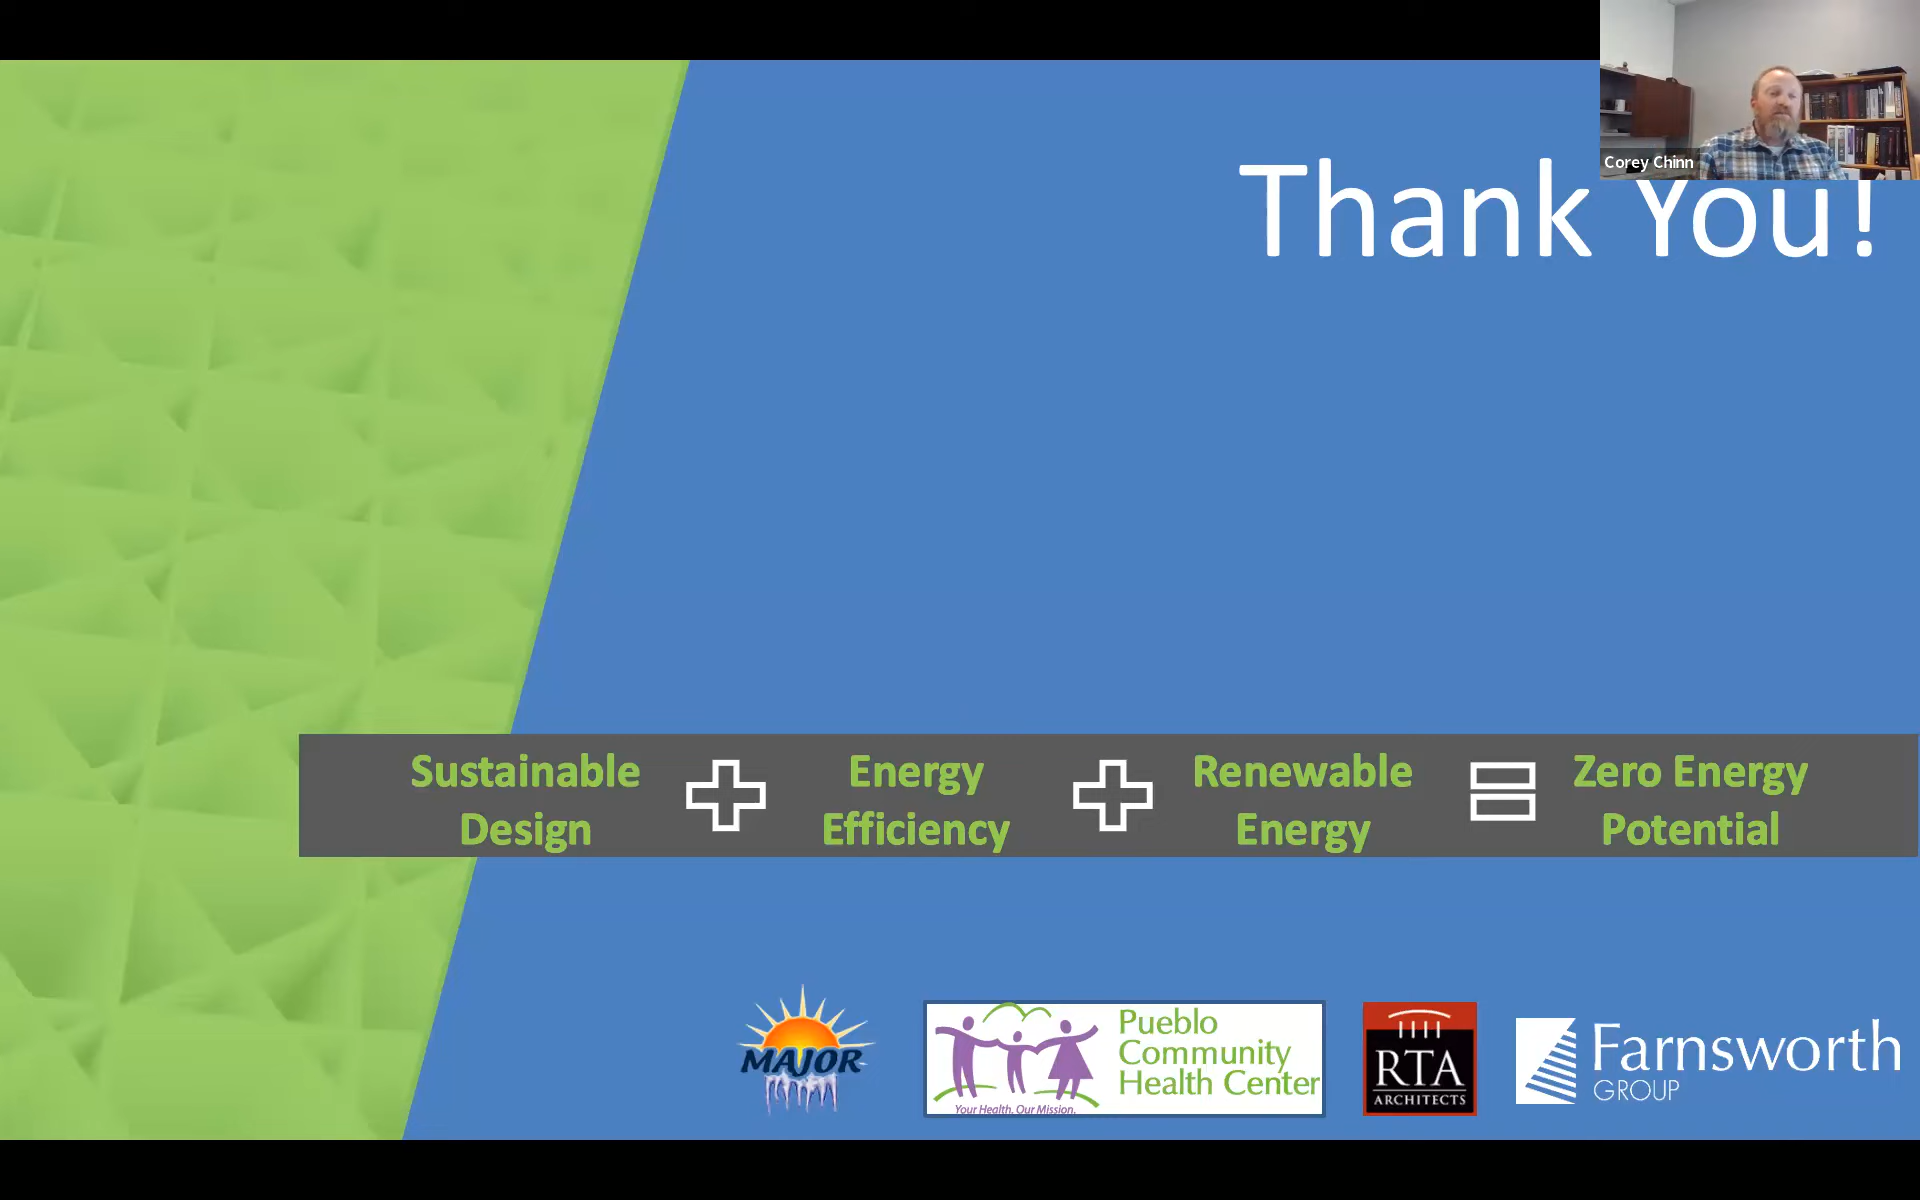 Corey Chinn
Thank You!
Sustainable
Design
Energy
Efficiency
Renewable
Energy
Zero Energy
Potential
MAJOR
Pueblo
Community
Health Center
Your Health. Our Mission.
RTA
ARCHITECTS
Farnsworth
GROUP